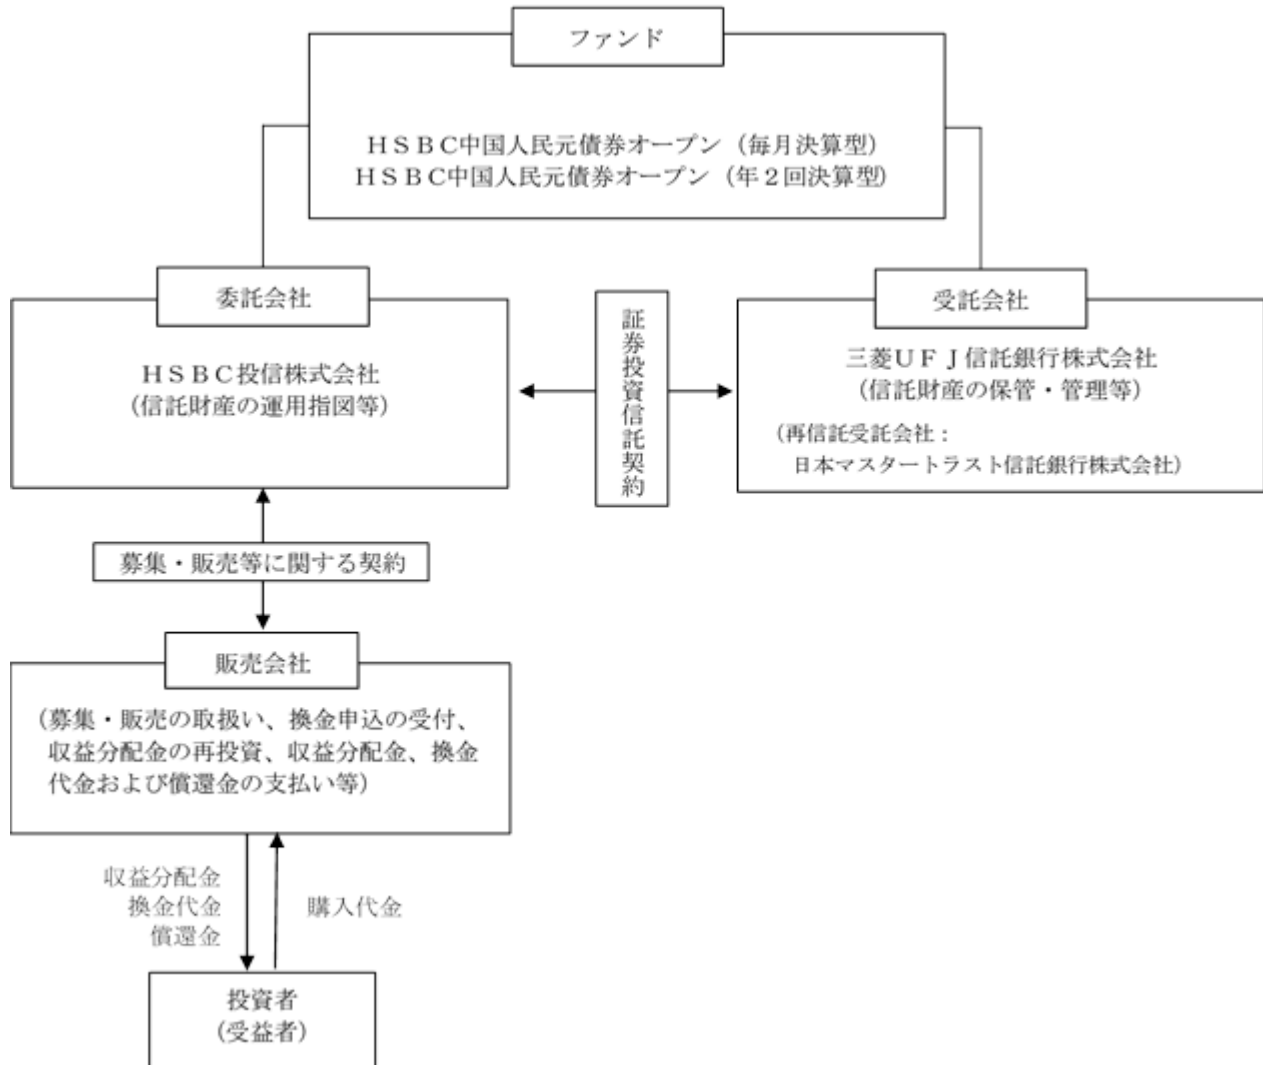 ファンド
ＨＳＢＣ中国人民元債券オープン（毎月決算型）
ＨＳＢＣ中国人民元債券オープン（年２回決算型）
委託会社
ＨＳＢＣ投信株式会社
（信託財産の運用指図等）
証券投資信託契約
受託会社
三菱ＵＦＪ信託銀行株式会社
（信託財産の保管・管理等）
（再信託受託会社：
日本マスタートラスト信託銀行株式会社）
募集・販売等に関する契約
販売会社
（募集・販売の取扱い、換金申込の受付、
収益分配金の再投資、収益分配金、換金
代金および償還金の支払い等）
収益分配金
換金代金
償還金
購入代金
投資者
（受益者）